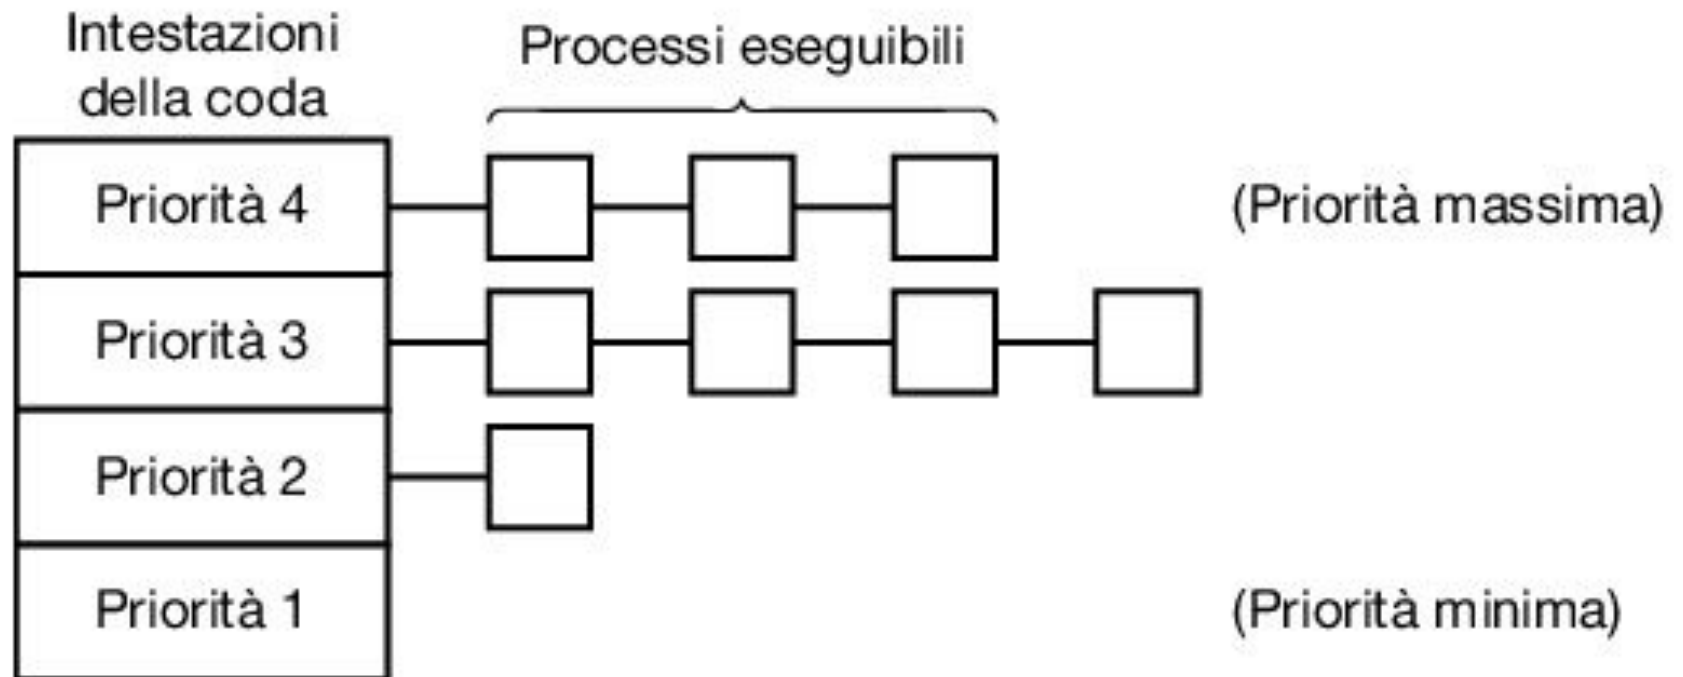 Intestazioni
della coda
Processi eseguibili
Priorità 4
(Priorità massima)
Priorità 3
Priorità 2
Priorità 1
(Priorità minima)